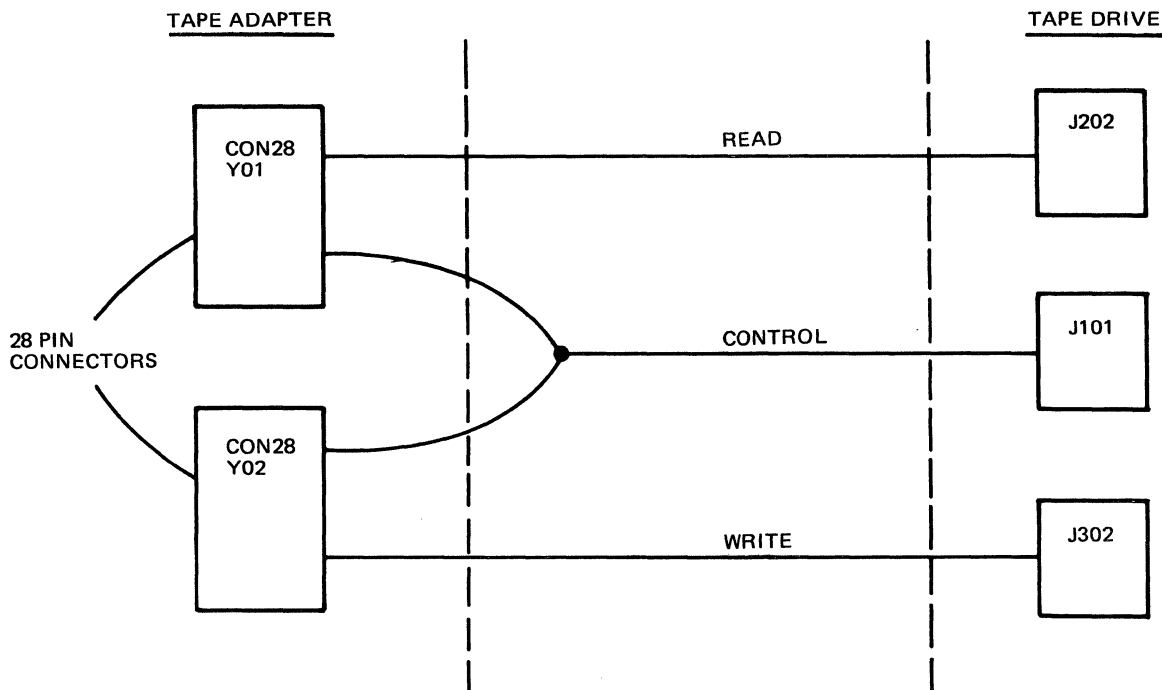 TAPE ADAPTER
TAPE DRIVE
CON28
Y01
READ
J202
28 PIN
CONNECTORS
CONTROL
J101
CON28
Y02
WRITE
J302